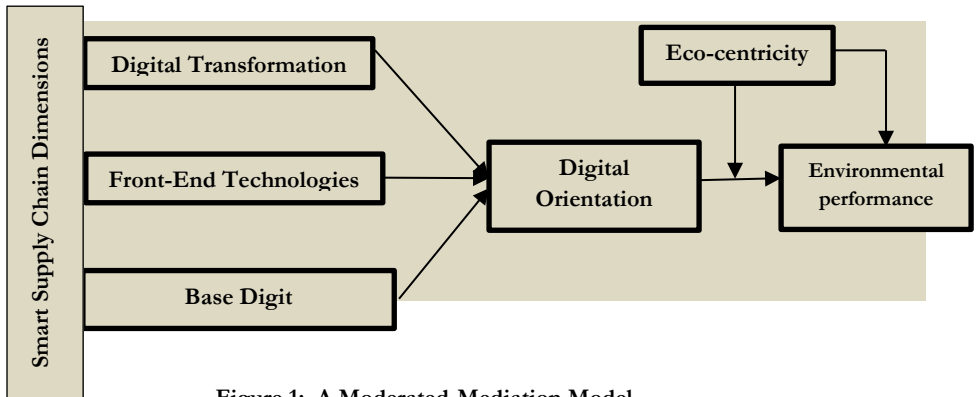 Smart Supply Chain Dimensions
Digital Transformation
Front-End Technologies
Base Digit
Digital
Orientation
Eco-centricity
Environmental
performance
Figure 1: A Moderated-Mediation Model